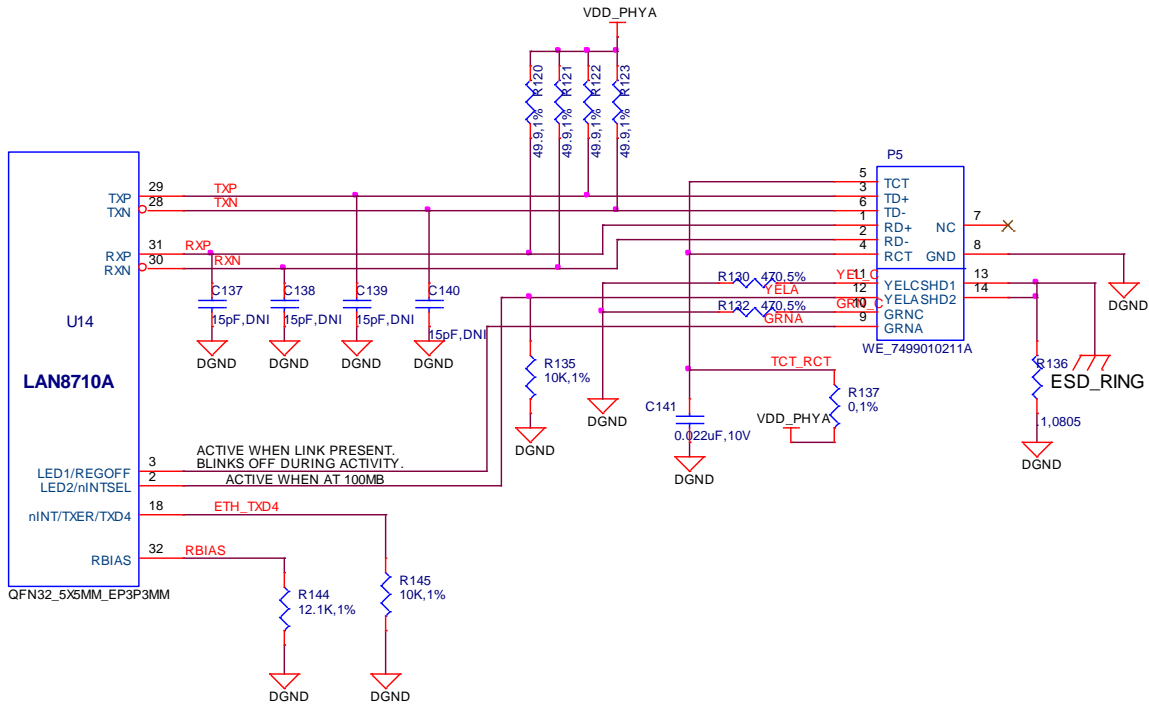 VDD_PHYA
R120
R121
R122
R123
49.9,1%
49.9,1%
49.9,1%
49.9,1%
P5
29
TXP
TXP
28
TXN
TXN
31
RXP
RXP
30
RXN
RXN
5
TCT
3
TD+
6
TD-
1
RD+
2
RD-
4
RCT
NC
7
GND
8
R130
470,5%
YEL_C
11
YELC
SHD1
13
YELA
12
YELA
SHD2
14
R132
470,5%
GRN_C
10
GRNC
GRNA
9
GRNA
WE_7499010211A
DGND
C137
15pF,DNI
DGND
C138
15pF,DNI
DGND
C139
15pF,DNI
DGND
C140
15pF,DNI
DGND
U14
LAN8710A
R135
10K,1%
DGND
DGND
TCT_RCT
C141
0.022uF,10V
DGND
R137
0,1%
VDD_PHYA
R136
1,0805
DGND
ESD_RING
ACTIVE WHEN LINK PRESENT.
BLINKS OFF DURING ACTIVITY.
LED1/REGOFF
3
ACTIVE WHEN AT 100MB
LED2/nINTSEL
2
nINT/TXER/TXD4
18
ETH_TXD4
RBIAS
32
RBIAS
QFN32_5X5MM_EP3P3MM
R144
12.1K,1%
DGND
R145
10K,1%
DGND